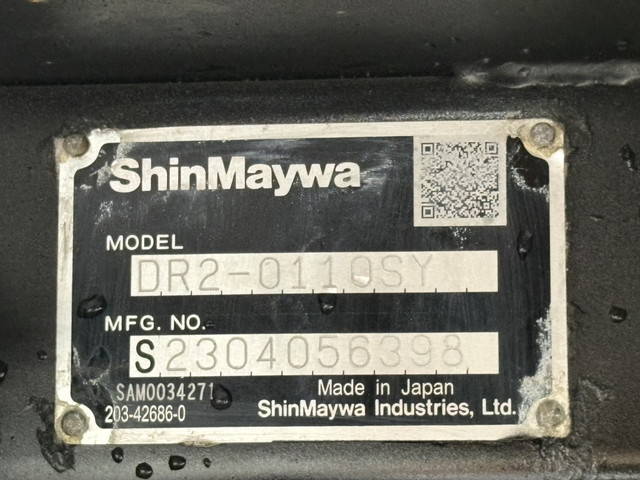 ShinMaywa
MODEL
DR2-0110SY
MFG. NO.
S2304056398
SAM0034271
203-42686-0
Made in Japan
ShinMaywa Industries, Ltd.